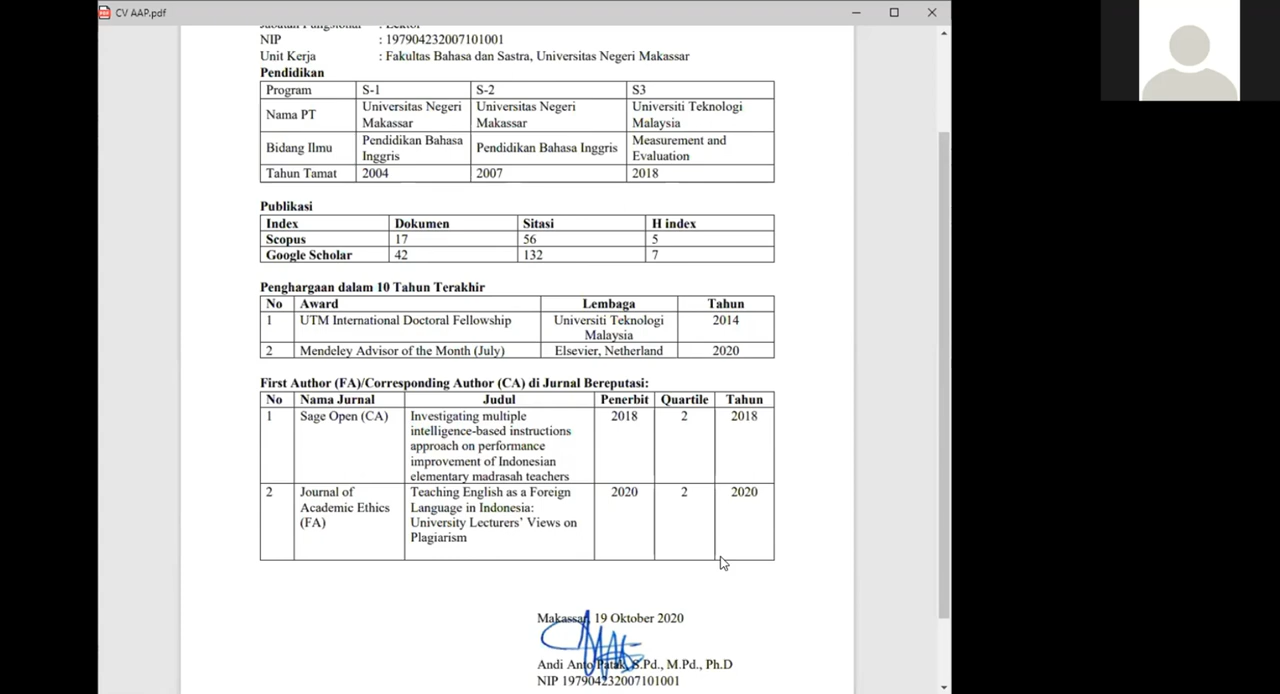 CV AAP.pdf
Jabatan Fungsional : Lektor
NIP : 197904232007101001
Unit Kerja : Fakultas Bahasa dan Sastra, Universitas Negeri Makassar
Pendidikan
Program S-1 S-2 S3
Nama PT Universitas Negeri Makassar Universitas Negeri Makassar Universiti Teknologi Malaysia
Bidang Ilmu Pendidikan Bahasa Inggris Pendidikan Bahasa Inggris Measurement and Evaluation
Tahun Tamat 2004 2007 2018
Publikasi
Index Dokumen Sitasi H index
Scopus 17 56 5
Google Scholar 42 132 7
Penghargaan dalam 10 Tahun Terakhir
No Award Lembaga Tahun
1 UTM International Doctoral Fellowship Universiti Teknologi Malaysia 2014
2 Mendeley Advisor of the Month (July) Elsevier, Netherland 2020
First Author (FA)/Corresponding Author (CA) di Jurnal Bereputasi:
No Nama Jurnal Judul Penerbit Quartile Tahun
1 Sage Open (CA) Investigating multiple 2018 2 2018
intelligence-based instructions
approach on performance
improvement of Indonesian
elementary madrasah teachers
2 Journal of Teaching English as a Foreign 2020 2 2020
Academic Ethics Language in Indonesia:
(FA) University Lecturers' Views on
Plagiarism
Makassar, 19 Oktober 2020
Andi Anto Patak, S.Pd., M.Pd., Ph.D
NIP 197904232007101001